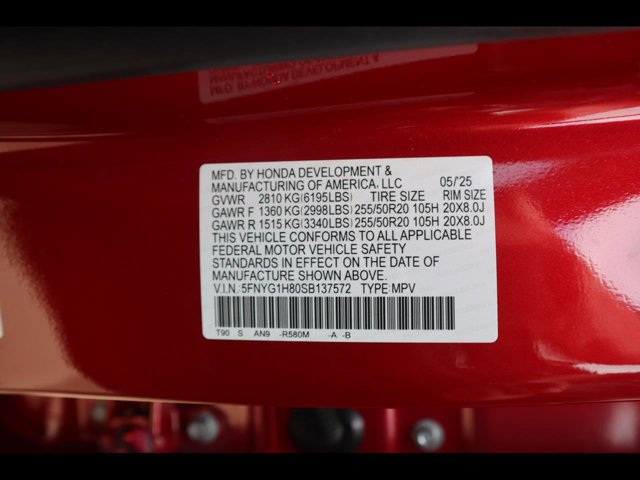 MFD. BY HONDA DEVELOPMENT &
MANUFACTURING OF AMERICA, LLC 05/'25
GVWR 2810 KG(6195LBS) TIRE SIZE RIM SIZE
GAWR F 1360 KG(2998LBS) 255/50R20 105H 20X8.0J
GAWR R 1515 KG(3340LBS) 255/50R20 105H 20X8.0J
THIS VEHICLE CONFORMS TO ALL APPLICABLE
FEDERAL MOTOR VEHICLE SAFETY
STANDARDS IN EFFECT ON THE DATE OF
MANUFACTURE SHOWN ABOVE.
V.I.N.: 5FNYG1H80SB137572 TYPE: MPV
T90 S AN9 -R580M -A -B